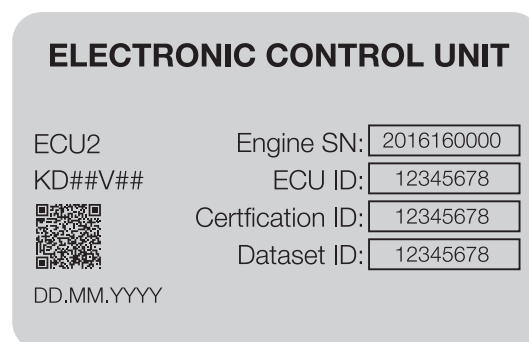 ELECTRONIC CONTROL UNIT
ECU2
KD##V##
DD.MM.YYYY
Engine SN: 2016160000
ECU ID: 12345678
Certfication ID: 12345678
Dataset ID: 12345678